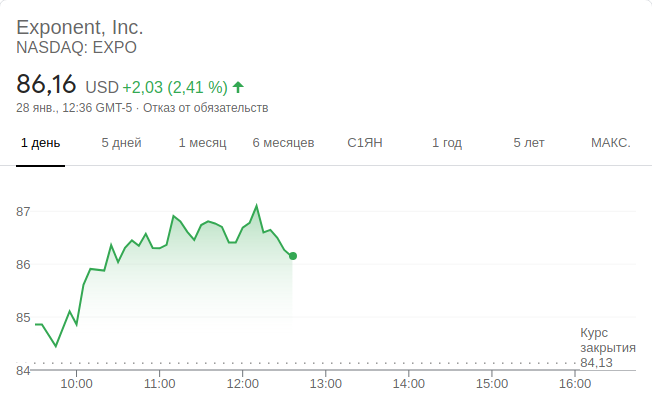 Exponent, Inc.
NASDAQ: EXPO
86,16 USD +2,03 (2,41 %)
28 янв., 12:36 GMT-5 · Отказ от обязательств
1 день 5 дней 1 месяц 6 месяцев С1ЯН 1 год 5 лет МАКС.
87
86
85
84
Курс
закрытия
84,13
10:00 11:00 12:00 13:00 14:00 15:00 16:00